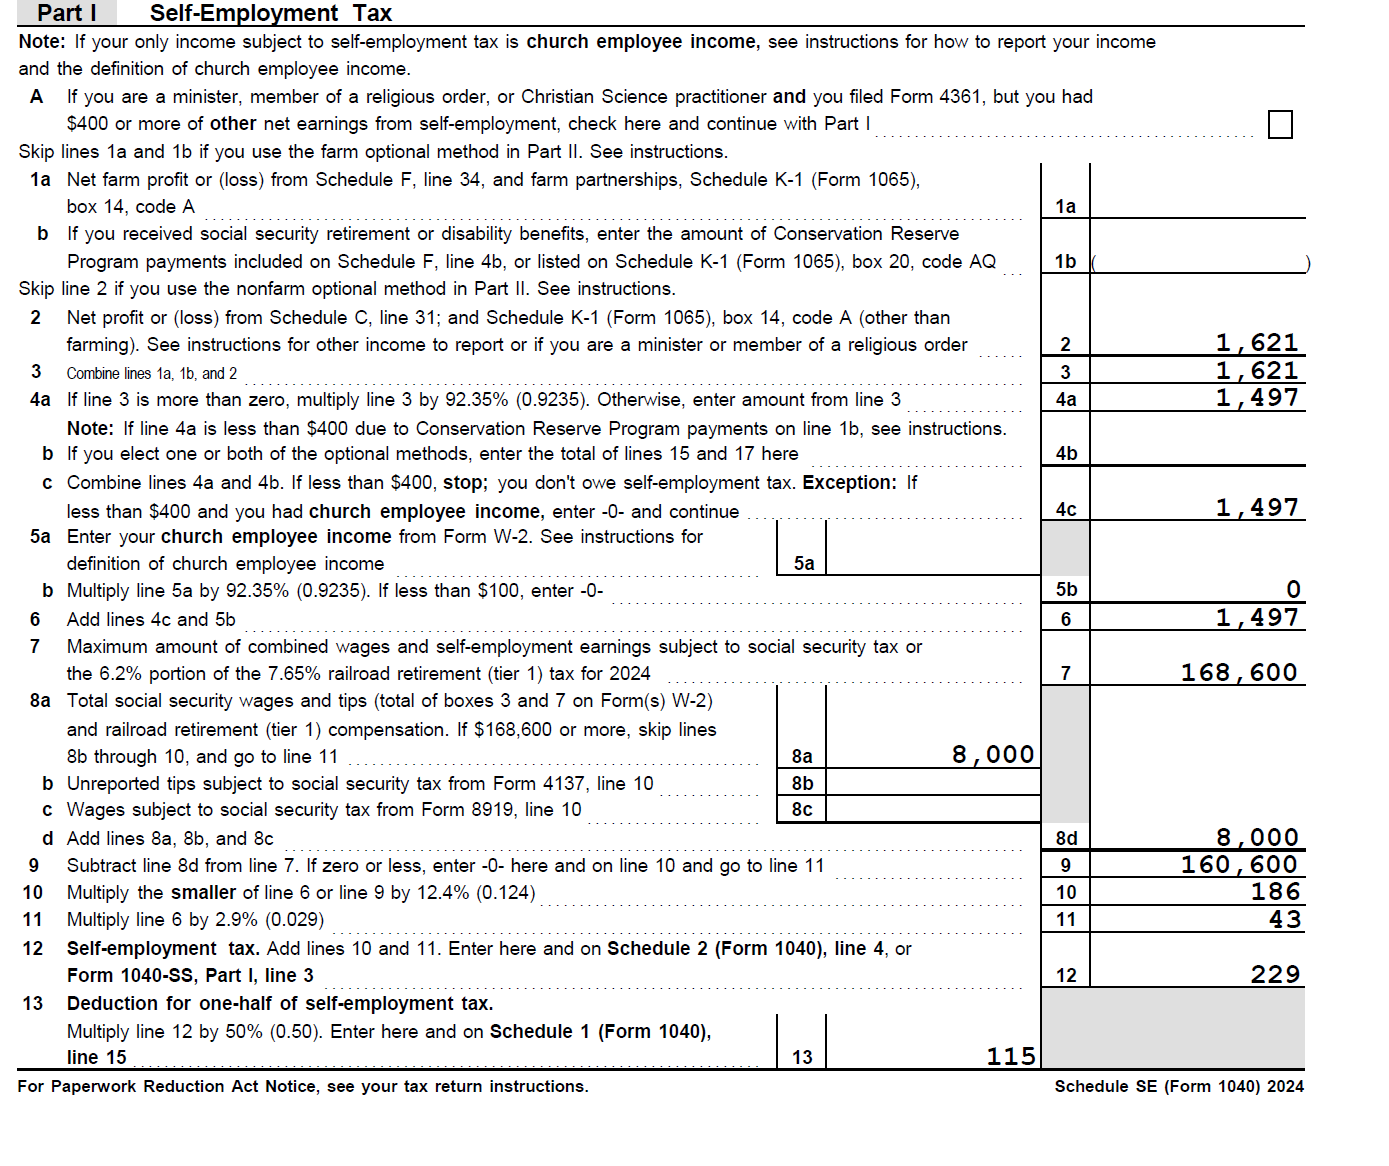 Part I Self-Employment Tax
Note: If your only income subject to self-employment tax is church employee income, see instructions for how to report your income
and the definition of church employee income.
A If you are a minister, member of a religious order, or Christian Science practitioner and you filed Form 4361, but you had
$400 or more of other net earnings from self-employment, check here and continue with Part I
Skip lines 1a and 1b if you use the farm optional method in Part II. See instructions.
1a Net farm profit or (loss) from Schedule F, line 34, and farm partnerships, Schedule K-1 (Form 1065),
box 14, code A 1a
b If you received social security retirement or disability benefits, enter the amount of Conservation Reserve
Program payments included on Schedule F, line 4b, or listed on Schedule K-1 (Form 1065), box 20, code AQ 1b ( )
Skip line 2 if you use the nonfarm optional method in Part II. See instructions.
2 Net profit or (loss) from Schedule C, line 31; and Schedule K-1 (Form 1065), box 14, code A (other than
farming). See instructions for other income to report or if you are a minister or member of a religious order 2 1,621
3 Combine lines 1a, 1b, and 2 3 1,621
4a If line 3 is more than zero, multiply line 3 by 92.35% (0.9235). Otherwise, enter amount from line 3 4a 1,497
Note: If line 4a is less than $400 due to Conservation Reserve Program payments on line 1b, see instructions.
b If you elect one or both of the optional methods, enter the total of lines 15 and 17 here 4b
c Combine lines 4a and 4b. If less than $400, stop; you don't owe self-employment tax. Exception: If
less than $400 and you had church employee income, enter -0- and continue 4c 1,497
5a Enter your church employee income from Form W-2. See instructions for
definition of church employee income 5a
b Multiply line 5a by 92.35% (0.9235). If less than $100, enter -0- 5b 0
6 Add lines 4c and 5b 6 1,497
7 Maximum amount of combined wages and self-employment earnings subject to social security tax or
the 6.2% portion of the 7.65% railroad retirement (tier 1) tax for 2024 7 168,600
8a Total social security wages and tips (total of boxes 3 and 7 on Form(s) W-2)
and railroad retirement (tier 1) compensation. If $168,600 or more, skip lines
8b through 10, and go to line 11 8a 8,000
b Unreported tips subject to social security tax from Form 4137, line 10 8b
c Wages subject to social security tax from Form 8919, line 10 8c
d Add lines 8a, 8b, and 8c 8d 8,000
9 Subtract line 8d from line 7. If zero or less, enter -0- here and on line 10 and go to line 11 9 160,600
10 Multiply the smaller of line 6 or line 9 by 12.4% (0.124) 10 186
11 Multiply line 6 by 2.9% (0.029) 11 43
12 Self-employment tax. Add lines 10 and 11. Enter here and on Schedule 2 (Form 1040), line 4, or
Form 1040-SS, Part I, line 3 12 229
13 Deduction for one-half of self-employment tax.
Multiply line 12 by 50% (0.50). Enter here and on Schedule 1 (Form 1040),
line 15 13 115
For Paperwork Reduction Act Notice, see your tax return instructions. Schedule SE (Form 1040) 2024